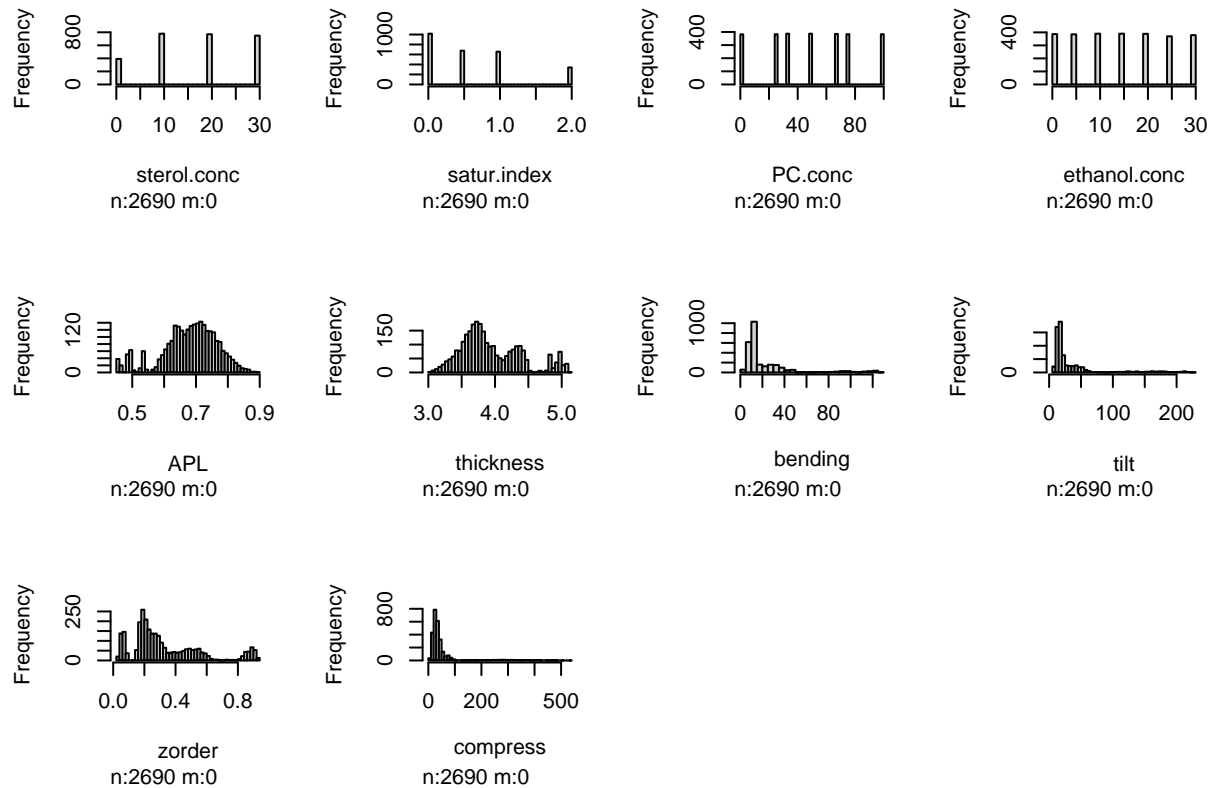 Frequency
0 800
0 10 20 30
sterol.conc
n:2690 m:0
Frequency
0 1000
0.0 1.0 2.0
satur.index
n:2690 m:0
Frequency
0 400
0 40 80
PC.conc
n:2690 m:0
Frequency
0 400
0 10 20 30
ethanol.conc
n:2690 m:0
Frequency
0 120
0.5 0.7 0.9
APL
n:2690 m:0
Frequency
0 150
3.0 4.0 5.0
thickness
n:2690 m:0
Frequency
0 1000
0 40 80
bending
n:2690 m:0
Frequency
0
0 100 200
tilt
n:2690 m:0
Frequency
0 250
0.0 0.4 0.8
zorder
n:2690 m:0
Frequency
0 800
0 200 500
compress
n:2690 m:0